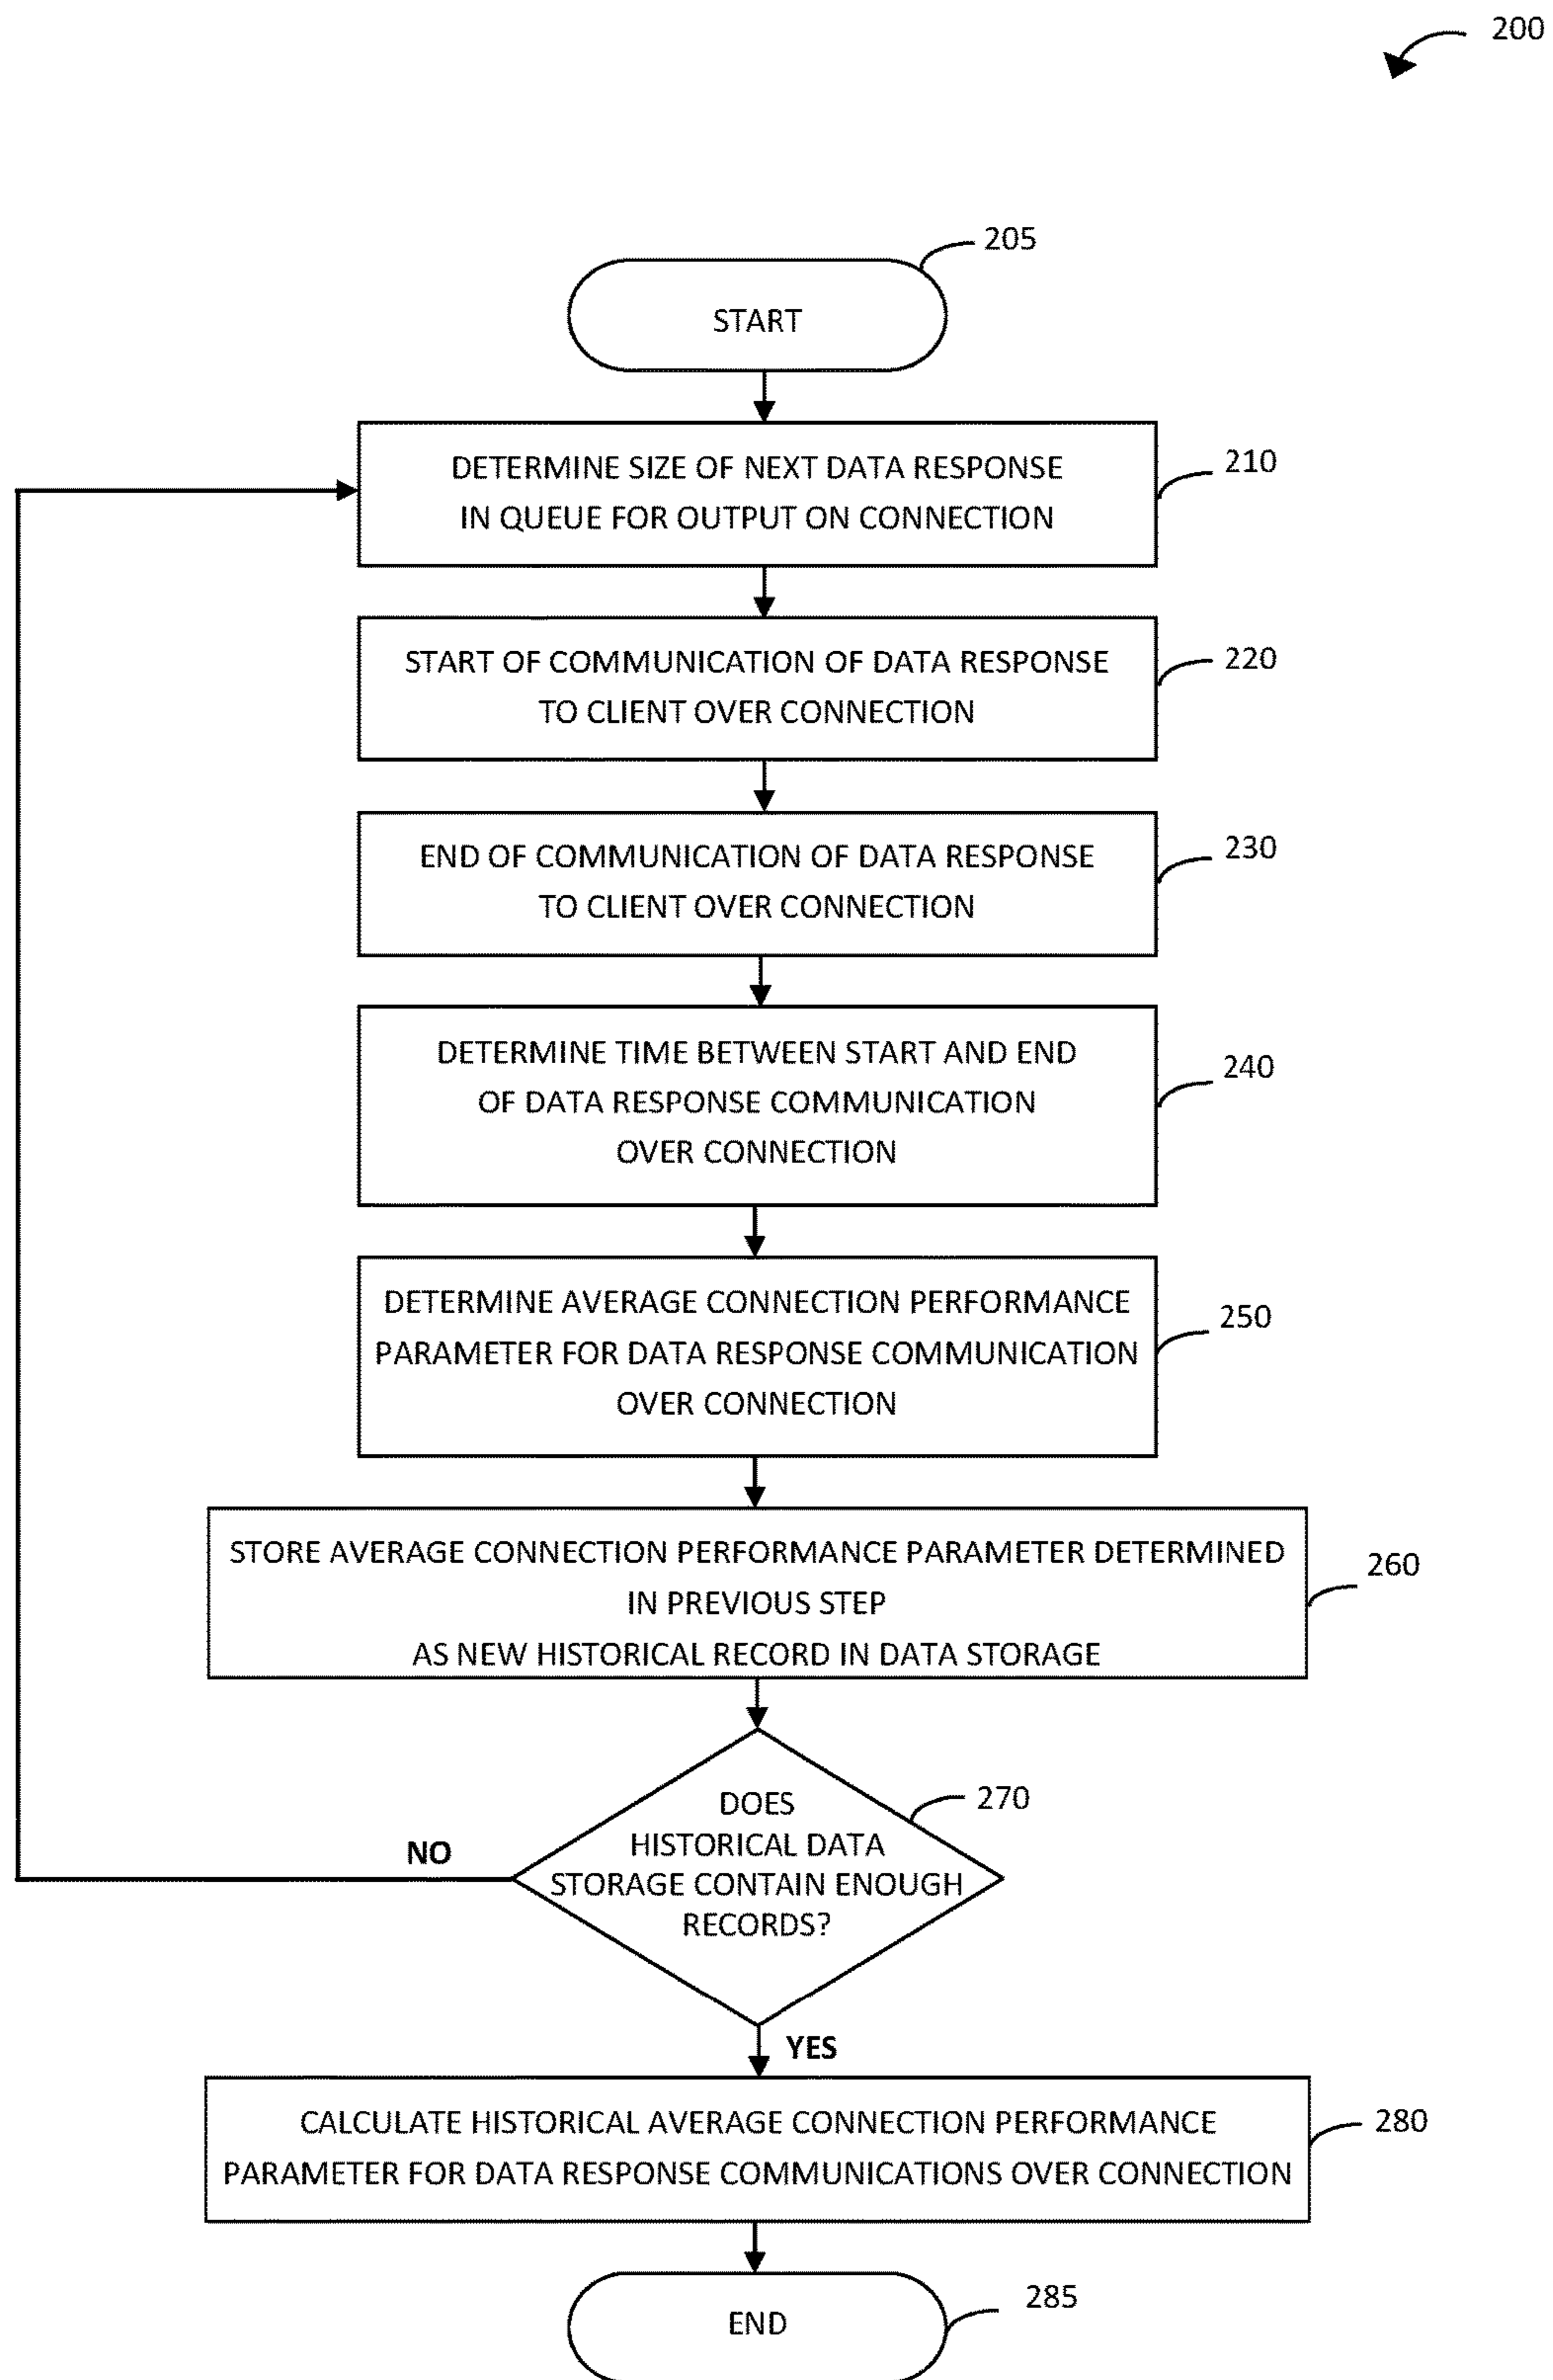 200
205
START
DETERMINE SIZE OF NEXT DATA RESPONSE
IN QUEUE FOR OUTPUT ON CONNECTION
210
START OF COMMUNICATION OF DATA RESPONSE
TO CLIENT OVER CONNECTION
220
END OF COMMUNICATION OF DATA RESPONSE
TO CLIENT OVER CONNECTION
230
DETERMINE TIME BETWEEN START AND END
OF DATA RESPONSE COMMUNICATION
OVER CONNECTION
240
DETERMINE AVERAGE CONNECTION PERFORMANCE
PARAMETER FOR DATA RESPONSE COMMUNICATION
OVER CONNECTION
250
STORE AVERAGE CONNECTION PERFORMANCE PARAMETER DETERMINED
IN PREVIOUS STEP
AS NEW HISTORICAL RECORD IN DATA STORAGE
260
DOES
HISTORICAL DATA
STORAGE CONTAIN ENOUGH
RECORDS?
270
NO
YES
CALCULATE HISTORICAL AVERAGE CONNECTION PERFORMANCE
PARAMETER FOR DATA RESPONSE COMMUNICATIONS OVER CONNECTION
280
END
285